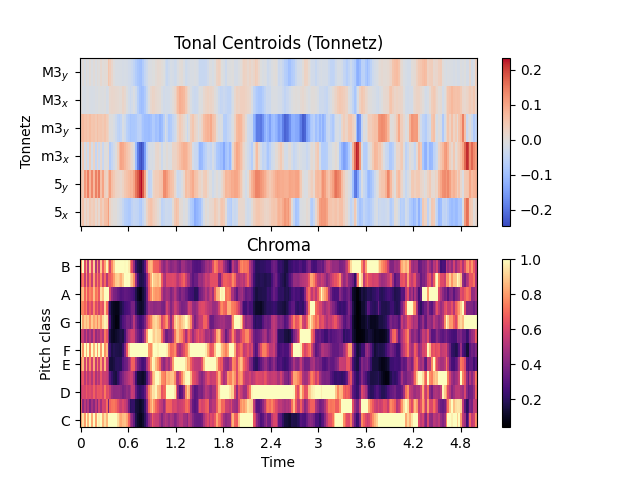 Tonal Centroids (Tonnetz)
Tonnetz
M3y
M3x
m3y
m3x
5y
5x
0.2
0.1
0.0
−0.1
−0.2
Chroma
Pitch class
B
A
G
F
E
D
C
1.0
0.8
0.6
0.4
0.2
0 0.6 1.2 1.8 2.4 3 3.6 4.2 4.8
Time